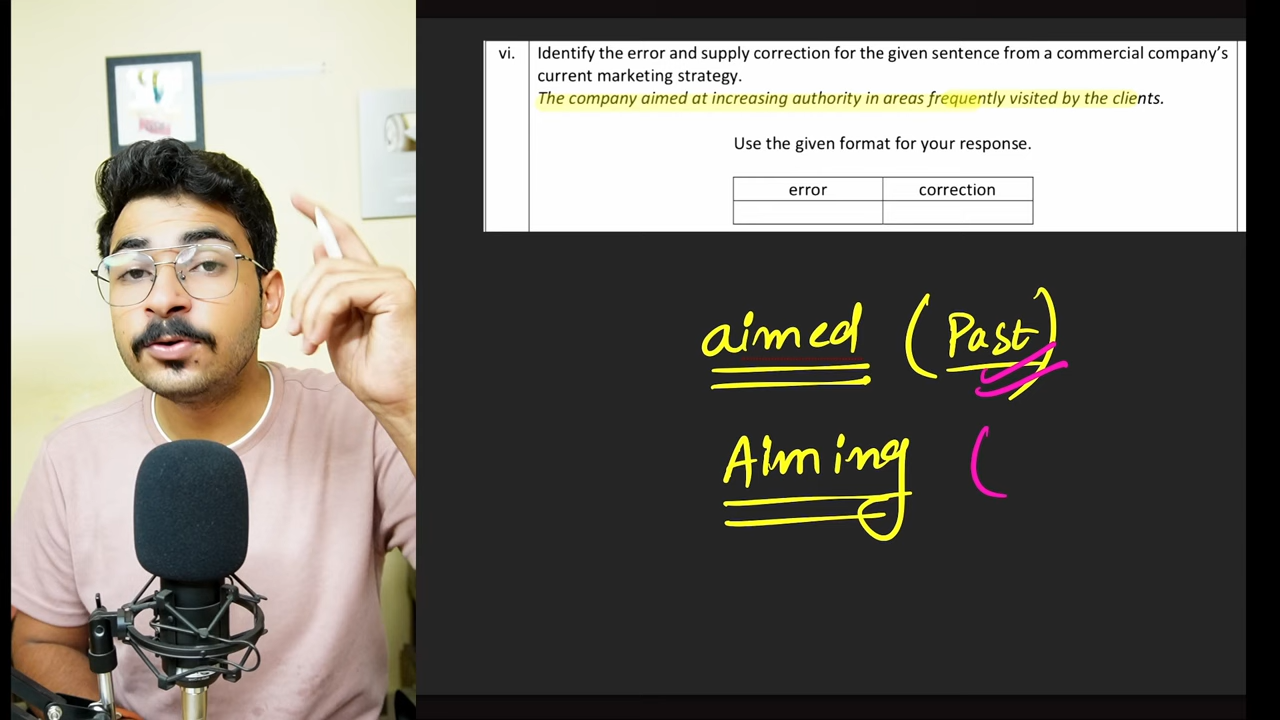 vi. Identify the error and supply correction for the given sentence from a commercial company's
current marketing strategy.
The company aimed at increasing authority in areas frequently visited by the clients.
Use the given format for your response.
error correction
aimed (Past)
Aiming (